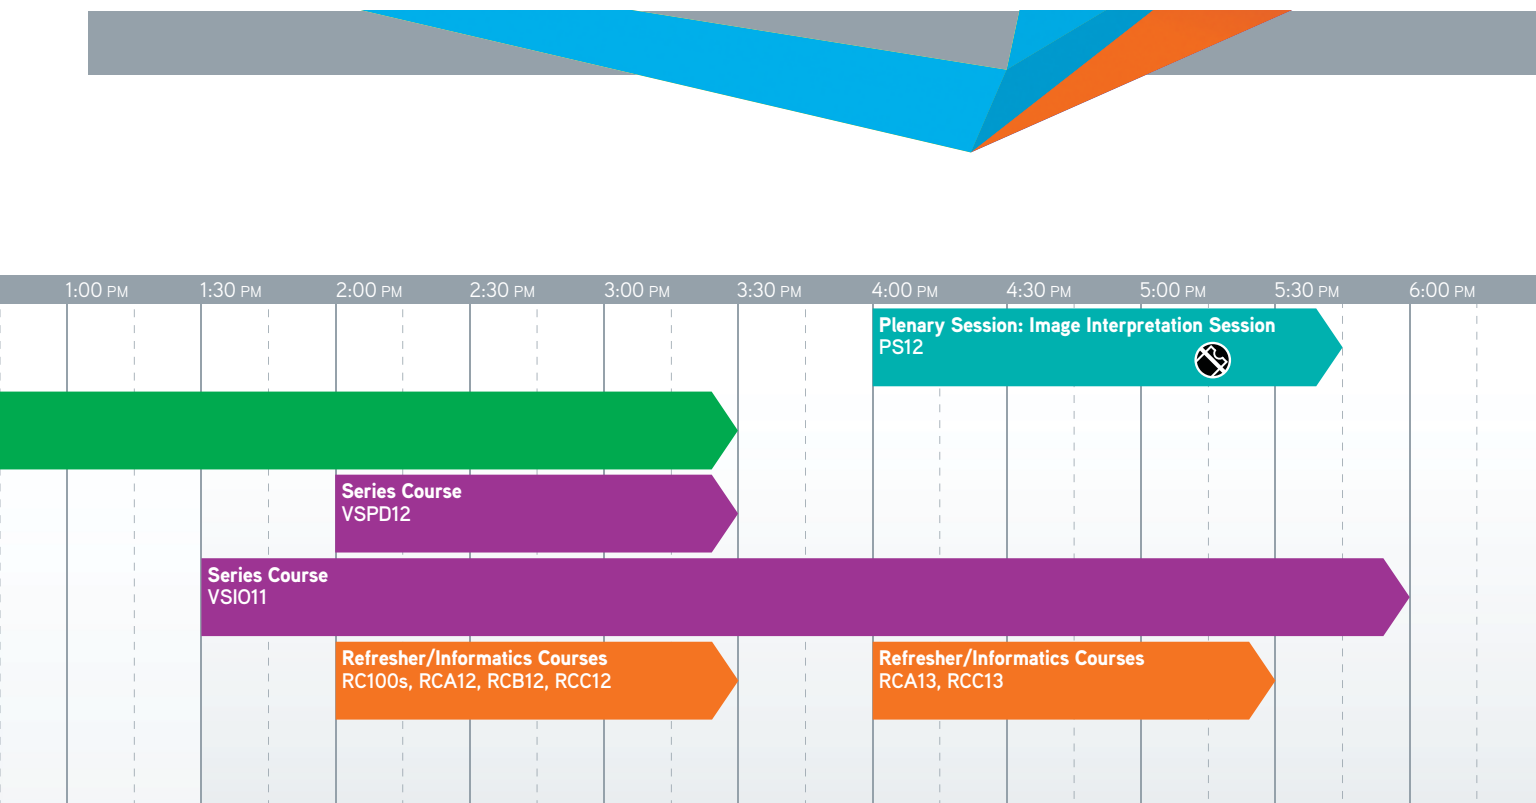 1:00 PM 1:30 PM 2:00 PM 2:30 PM 3:00 PM 3:30 PM 4:00 PM 4:30 PM 5:00 PM 5:30 PM 6:00 PM
Plenary Session: Image Interpretation Session
PS12
Series Course
VSPD12
Series Course
VSIO11
Refresher/Informatics Courses
RC100s, RCA12, RCB12, RCC12
Refresher/Informatics Courses
RCA13, RCC13